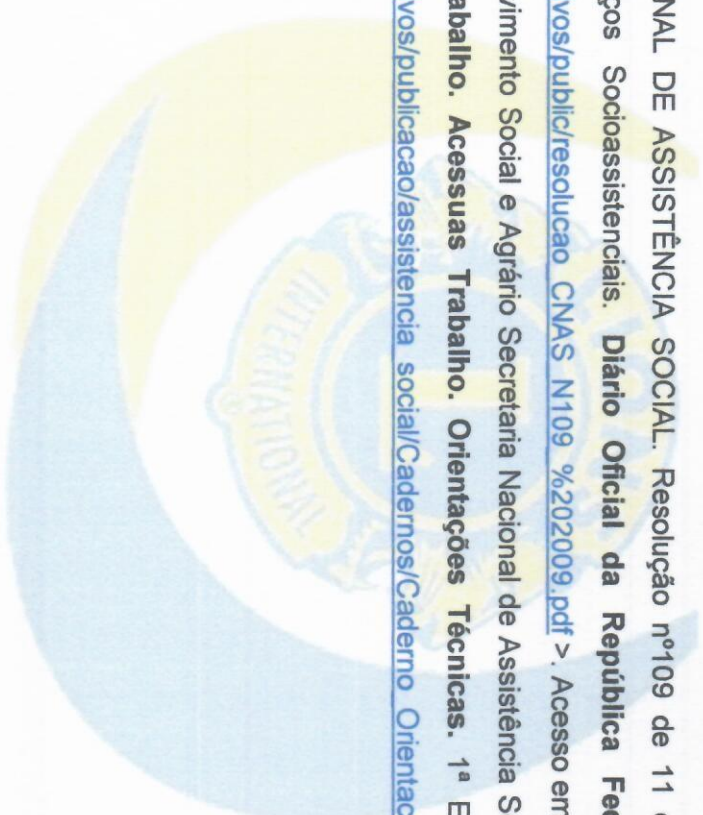 NAL DE ASSISTÊNCIA SOCIAL. Resolução nº109 de 11
ços Socioassistenciais. Diário Oficial da República Fe
vos/public/resolucao CNAS N109 %202009.pdf >. Acesso em
vimento Social e Agrário Secretaria Nacional de Assistência S
abalho. Acessuas Trabalho. Orientações Técnicas. 1ª E
vos/publicacao/assistencia social/Cadernos/Caderno Orientac
INTERNATIONAL